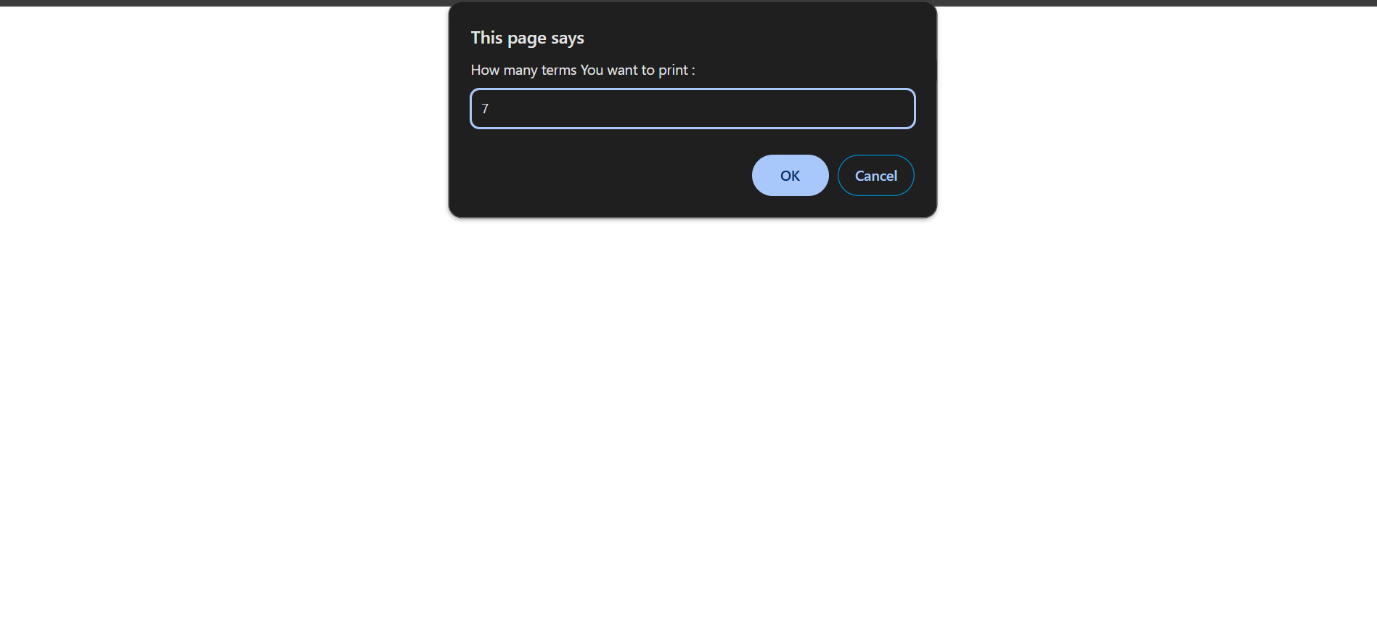 This page says
How many terms You want to print :
7
OK
Cancel